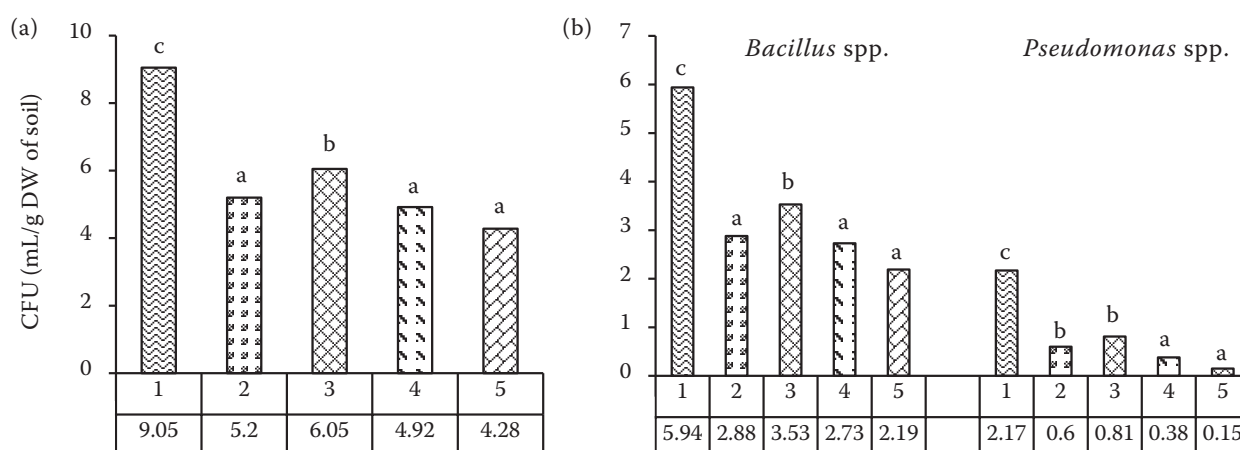 (a)
CFU (mL/g DW of soil)
10
8
6
4
2
0
c
a
b
a
a
1 2 3 4 5
9.05 5.2 6.05 4.92 4.28
(b)
7
6
5
4
3
2
1
0
Bacillus spp.
Pseudomonas spp.
c
a
b
a
a
c
b
b
a
a
1 2 3 4 5 1 2 3 4 5
5.94 2.88 3.53 2.73 2.19 2.17 0.6 0.81 0.38 0.15